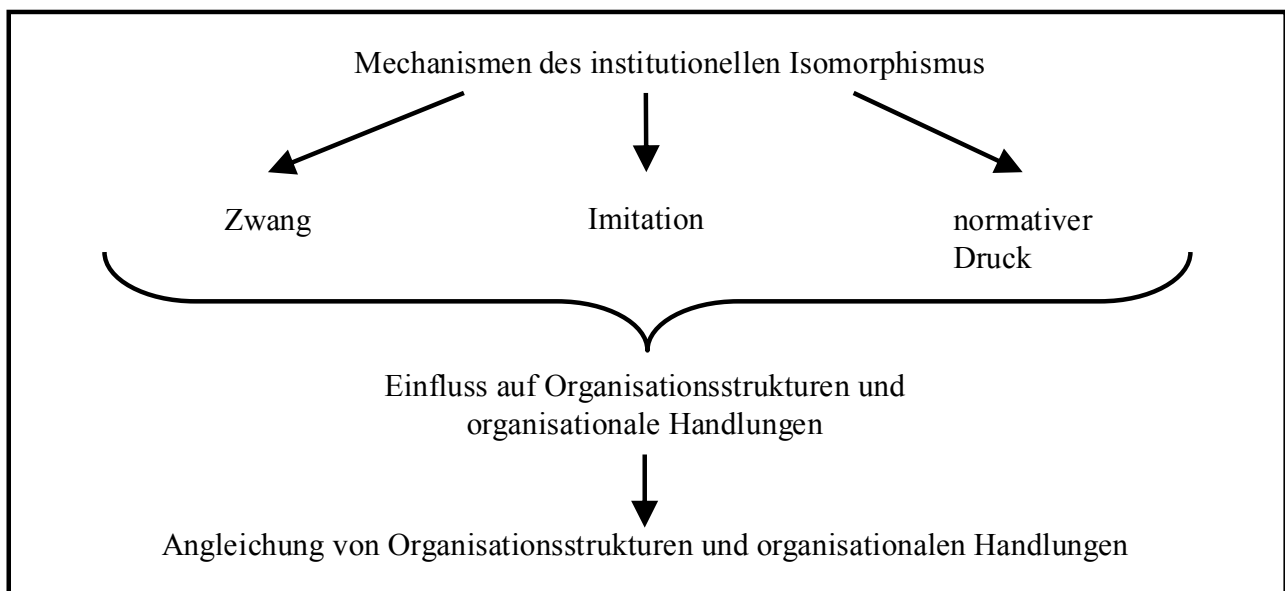 Mechanismen des institutionellen Isomorphismus
Zwang
Imitation
normativer
Druck
Einfluss auf Organisationsstrukturen und
organisationale Handlungen
Angleichung von Organisationsstrukturen und organisationalen Handlungen